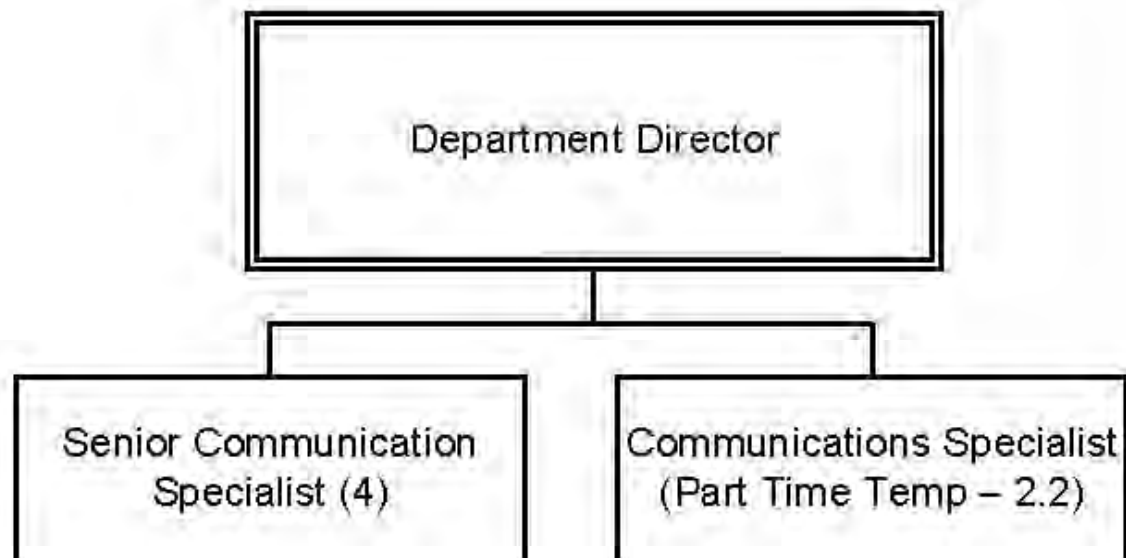 Department Director
Senior Communication
Specialist (4)
Communications Specialist
(Part Time Temp – 2.2)